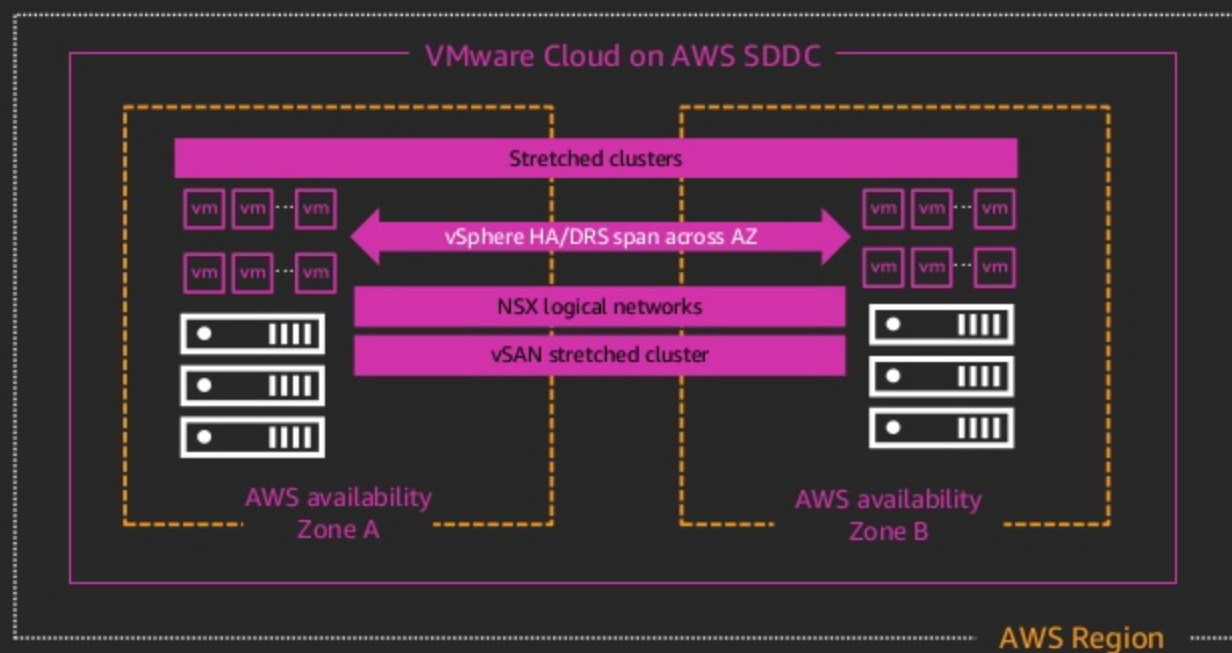 VMware Cloud on AWS SDDC
Stretched clusters
vm vm ... vm
vm vm ... vm
vSphere HA/DRS span across AZ
vm vm ... vm
vm vm ... vm
NSX logical networks
vSAN stretched cluster
AWS availability
Zone A
AWS availability
Zone B
AWS Region